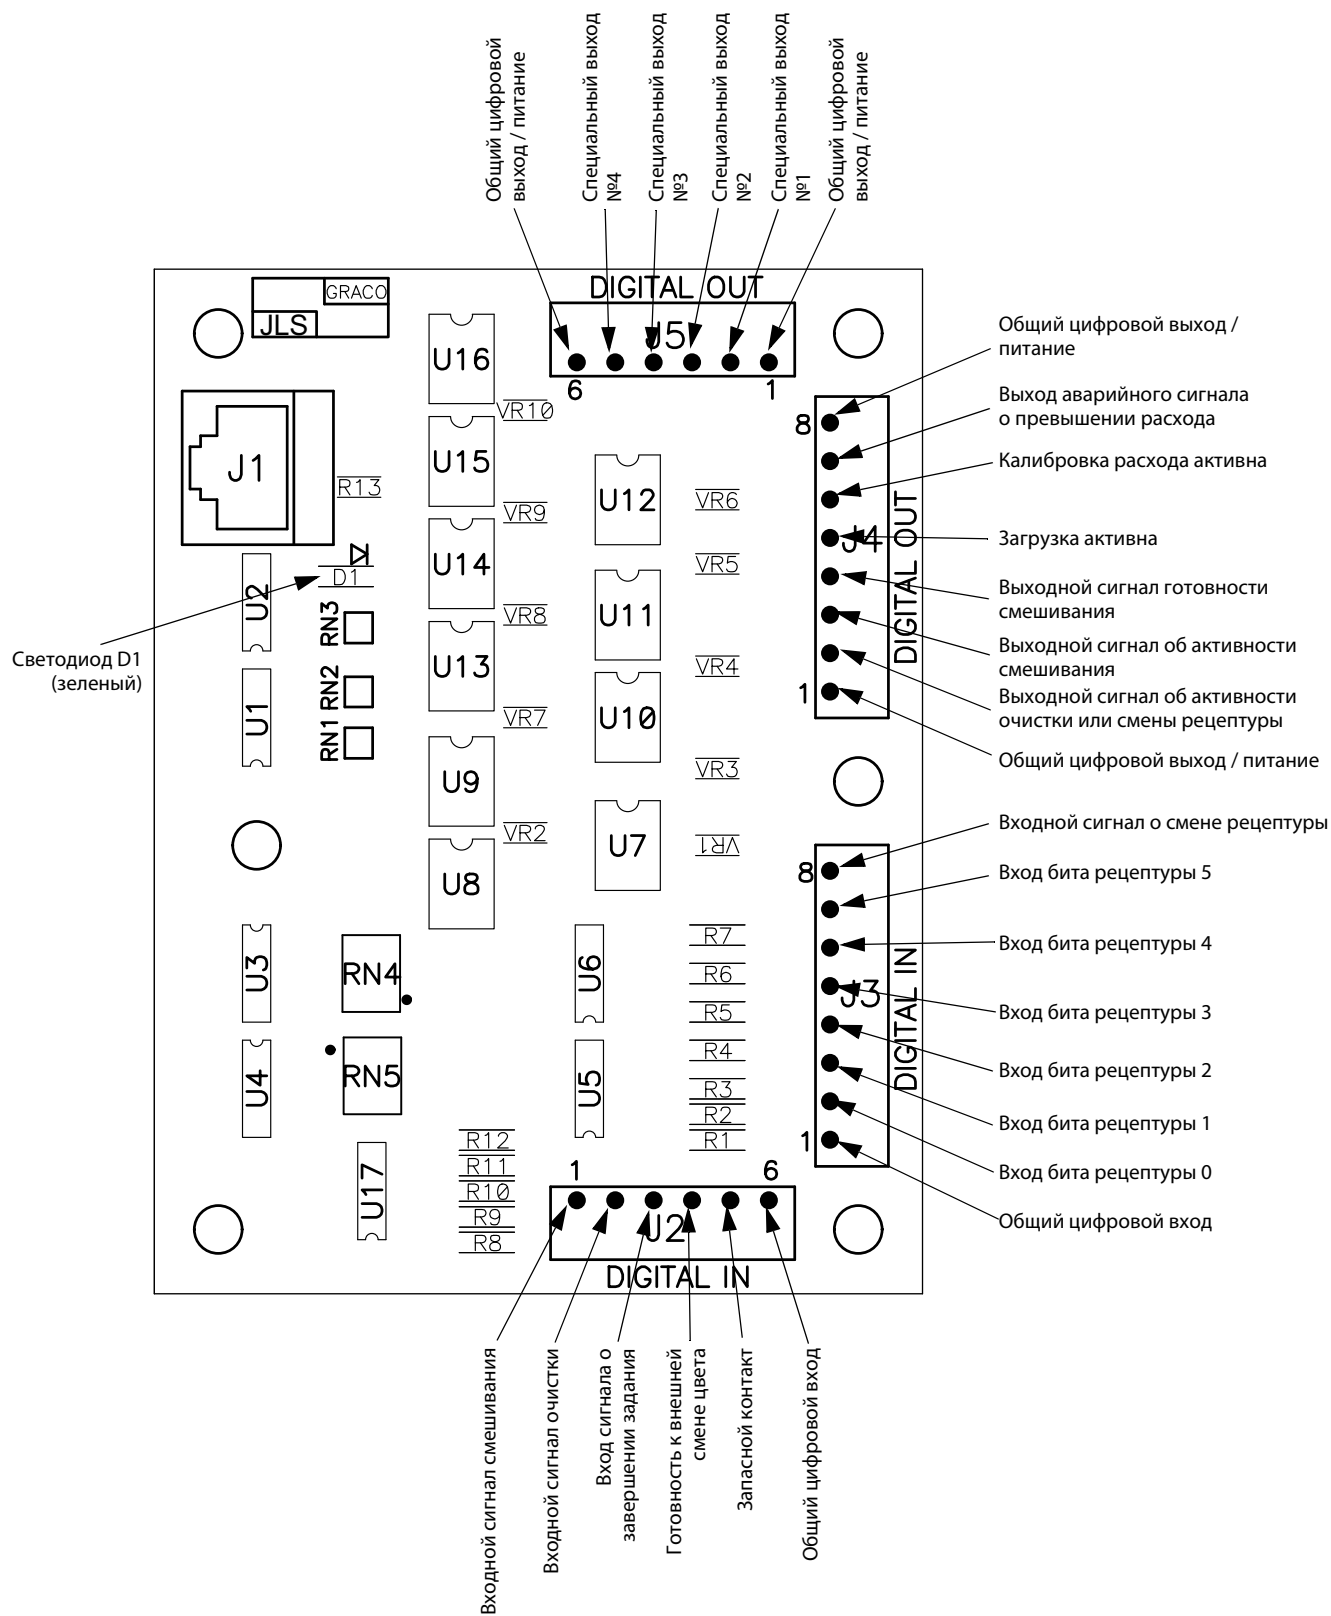 Общий цифровой
выход / питание
Специальный выход
№4
Специальный выход
№3
Специальный выход
№2
Специальный выход
№1
Общий цифровой
выход / питание
GRACO
JLS
DIGITAL OUT
J5
6
1
U16
VR10
J1
R13
U15
VR9
U12
VR6
U14
VR5
D1
U2
RN3
VR8
U11
U13
VR4
RN2
U1
RN1
VR7
U10
VR3
U9
VR2
U7
VR1
U8
8
J4
DIGITAL OUT
1
Общий цифровой выход /
питание
Выход аварийного сигнала
о превышении расхода
Калибровка расхода активна
Загрузка активна
Выходной сигнал готовности
смешивания
Выходной сигнал об активности
смешивания
Выходной сигнал об активности
очистки или смены рецептуры
Общий цифровой выход / питание
Светодиод D1
(зеленый)
8
J3
DIGITAL IN
1
Входной сигнал о смене рецептуры
Вход бита рецептуры 5
Вход бита рецептуры 4
Вход бита рецептуры 3
Вход бита рецептуры 2
Вход бита рецептуры 1
Вход бита рецептуры 0
Общий цифровой вход
U3
RN4
U6
R7
R6
R5
U4
RN5
U5
R4
R3
R2
R1
U17
R12
R11
R10
R9
R8
1
6
J2
DIGITAL IN
Входной сигнал смешивания
Входной сигнал очистки
Вход сигнала о
завершении задания
Готовность к внешней
смене цвета
Запасной контакт
Общий цифровой вход